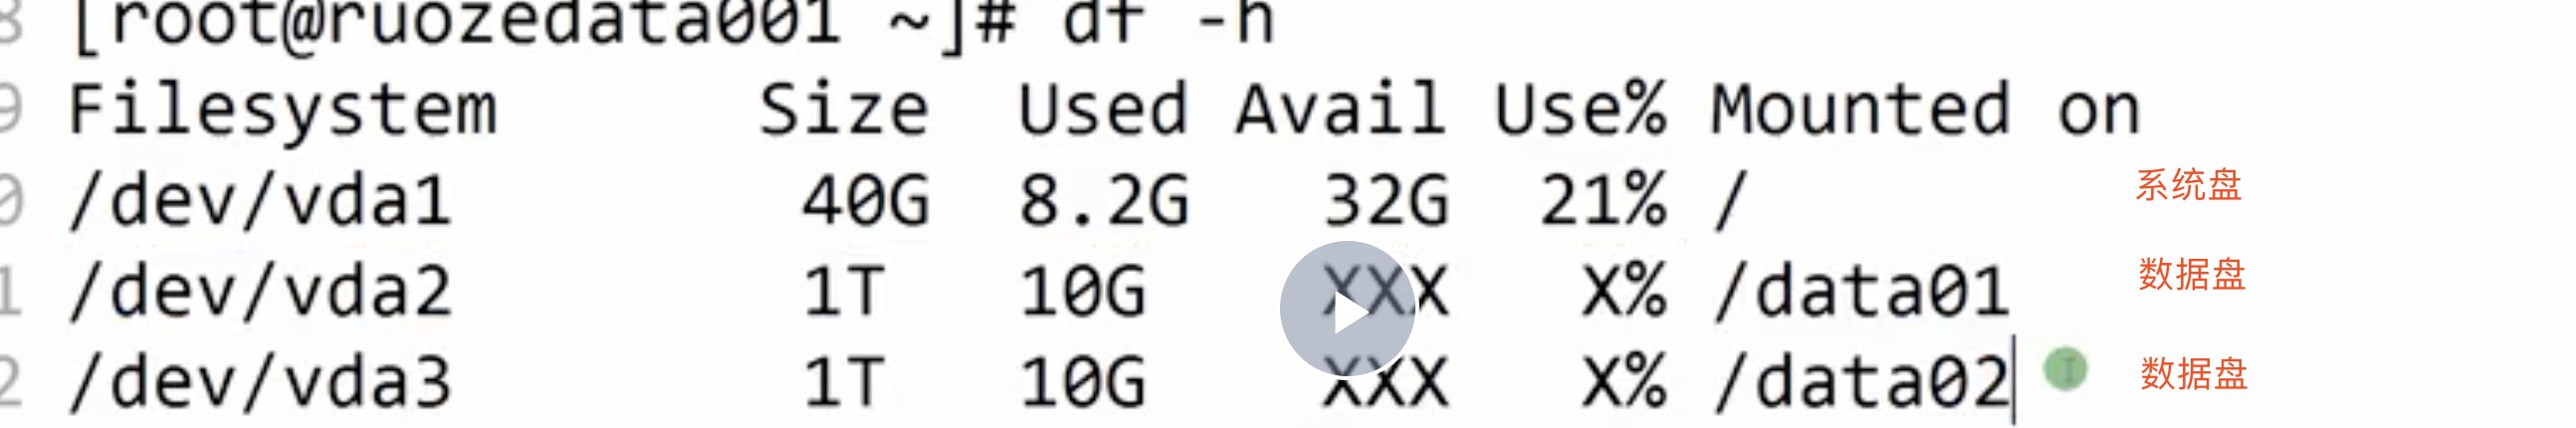 8 [root@ruozedata001 ~]# df -h
9 Filesystem Size Used Avail Use% Mounted on
0 /dev/vda1 40G 8.2G 32G 21% / 系统盘
1 /dev/vda2 1T 10G XXX X% /data01 数据盘
2 /dev/vda3 1T 10G XXX X% /data02 数据盘